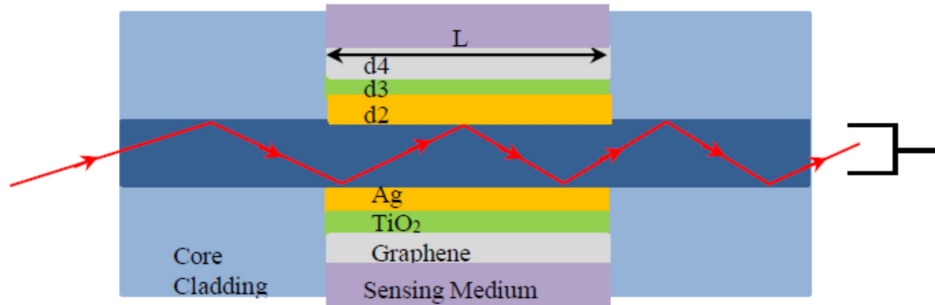 L
d4
d3
d2
Ag
TiO₂
Graphene
Core
Cladding
Sensing Medium